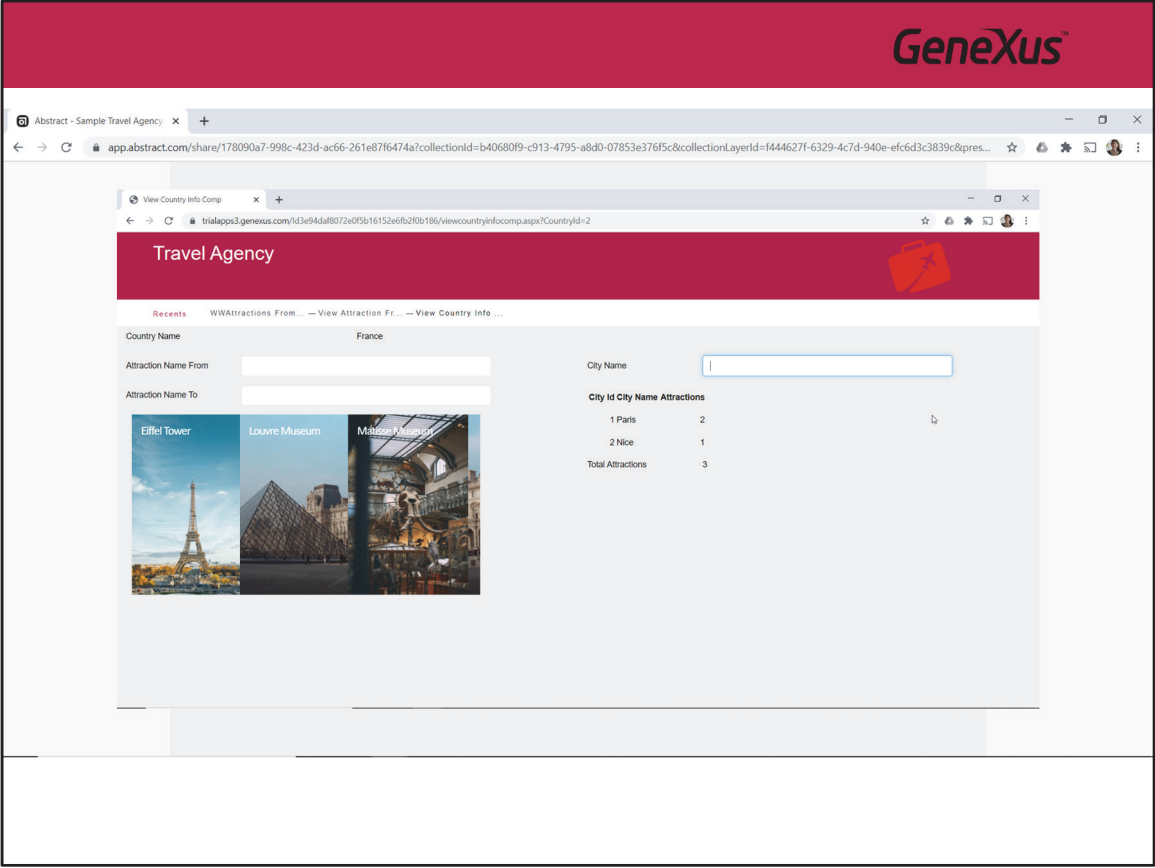 GeneXus™
Abstract - Sample Travel Agency
app.abstract.com/share/178090a7-998c-423d-ac66-261e87f6474a?collectionId=b40680f9-c913-4795-a8d0-07853e376f5c&collectionLayerId=f444627f-6329-4c7d-940e-efc6d3c3839c&pres...
View Country Info Comp
trialapps3.genexus.com/Id3e94daf8072e0f5b16152e6fb2f0b186/viewcountryinfocomp.aspx?CountryId=2
Travel Agency
Recents WWAttractions From... — View Attraction Fr... — View Country Info ...
Country Name France
Attraction Name From
City Name
Attraction Name To
City Id City Name Attractions
1 Paris 2
2 Nice 1
Total Attractions 3
Eiffel Tower
Louvre Museum
Matisse Museum